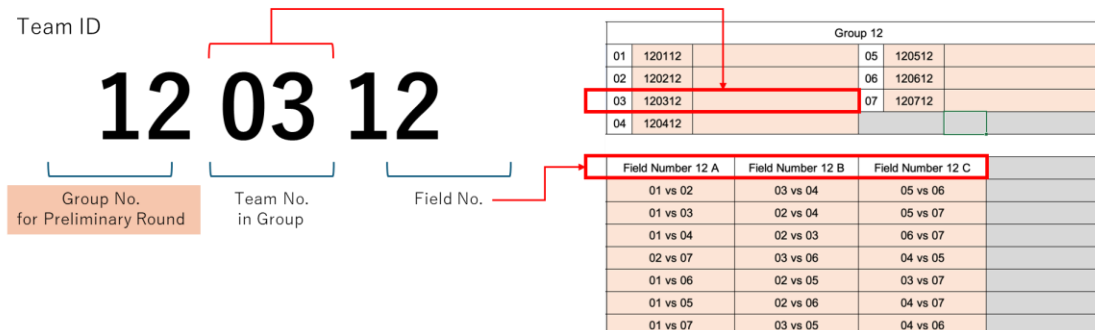 Team ID
12 03 12
Group No.
for Preliminary Round
Team No.
in Group
Field No.
Group 12
01 120112 05 120512
02 120212 06 120612
03 120312 07 120712
04 120412
Field Number 12 A Field Number 12 B Field Number 12 C
01 vs 02 03 vs 04 05 vs 06
01 vs 03 02 vs 04 05 vs 07
01 vs 04 02 vs 03 06 vs 07
02 vs 07 03 vs 06 04 vs 05
01 vs 06 02 vs 05 03 vs 07
01 vs 05 02 vs 06 04 vs 07
01 vs 07 03 vs 05 04 vs 06